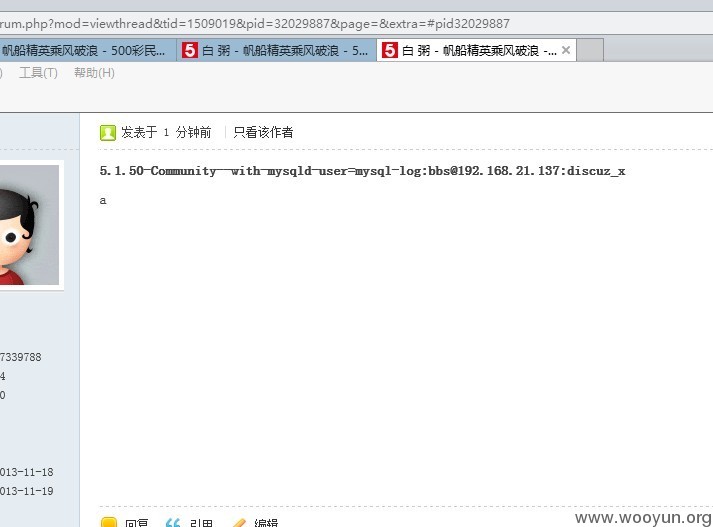 rum.php?mod=viewthread&tid=1509019&pid=32029887&page=&extra=#pid32029887
帆船精英乘风破浪 - 500彩民... 5 白 粥 - 帆船精英乘风破浪 - 5... 5 白 粥 - 帆船精英乘风破浪 -... ×
) 工具(T) 帮助(H)
发表于 1 分钟前 | 只看该作者
5.1.50-Community--with-mysqld-user=mysql-log:bbs@192.168.21.137:discuz_x
a
7339788
4
0
013-11-18
013-11-19
回复 引用 编辑
www.wooyun.org